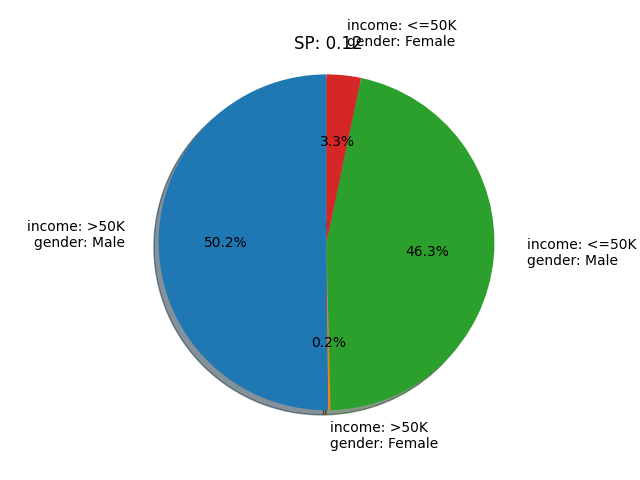 income: <=50K
gender: Female
SP: 0.12
3.3%
income: >50K
gender: Male
50.2%
46.3%
income: <=50K
gender: Male
0.2%
income: >50K
gender: Female